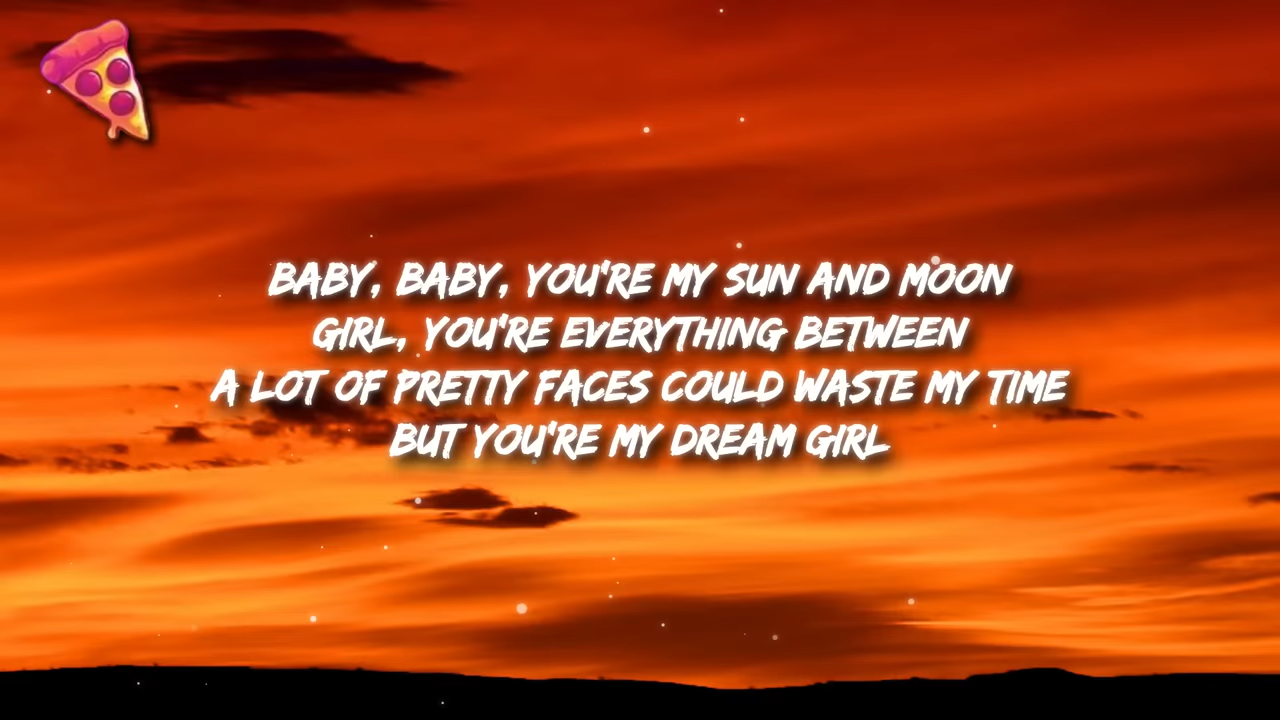 BABY, BABY, YOU'RE MY SUN AND MOON
GIRL, YOU'RE EVERYTHING BETWEEN
A LOT OF PRETTY FACES COULD WASTE MY TIME
BUT YOU'RE MY DREAM GIRL